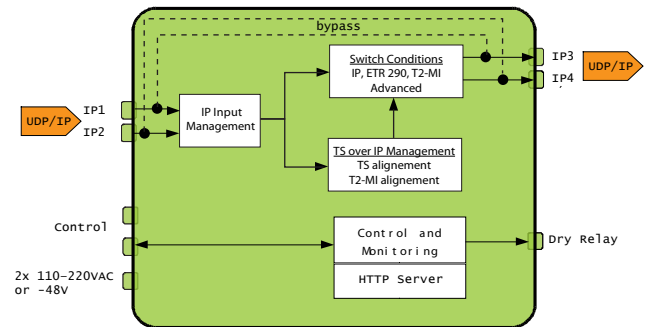 bypass
UDP/IP
IP1
IP2
IP Input
Management
Switch Conditions
IP, ETR 290, T2-MI
Advanced
TS over IP Management
TS alignement
T2-MI alignement
IP3
IP4
UDP/IP
Control
Control and
Monitoring
HTTP Server
Dry Relay
2x 110-220VAC
or -48V